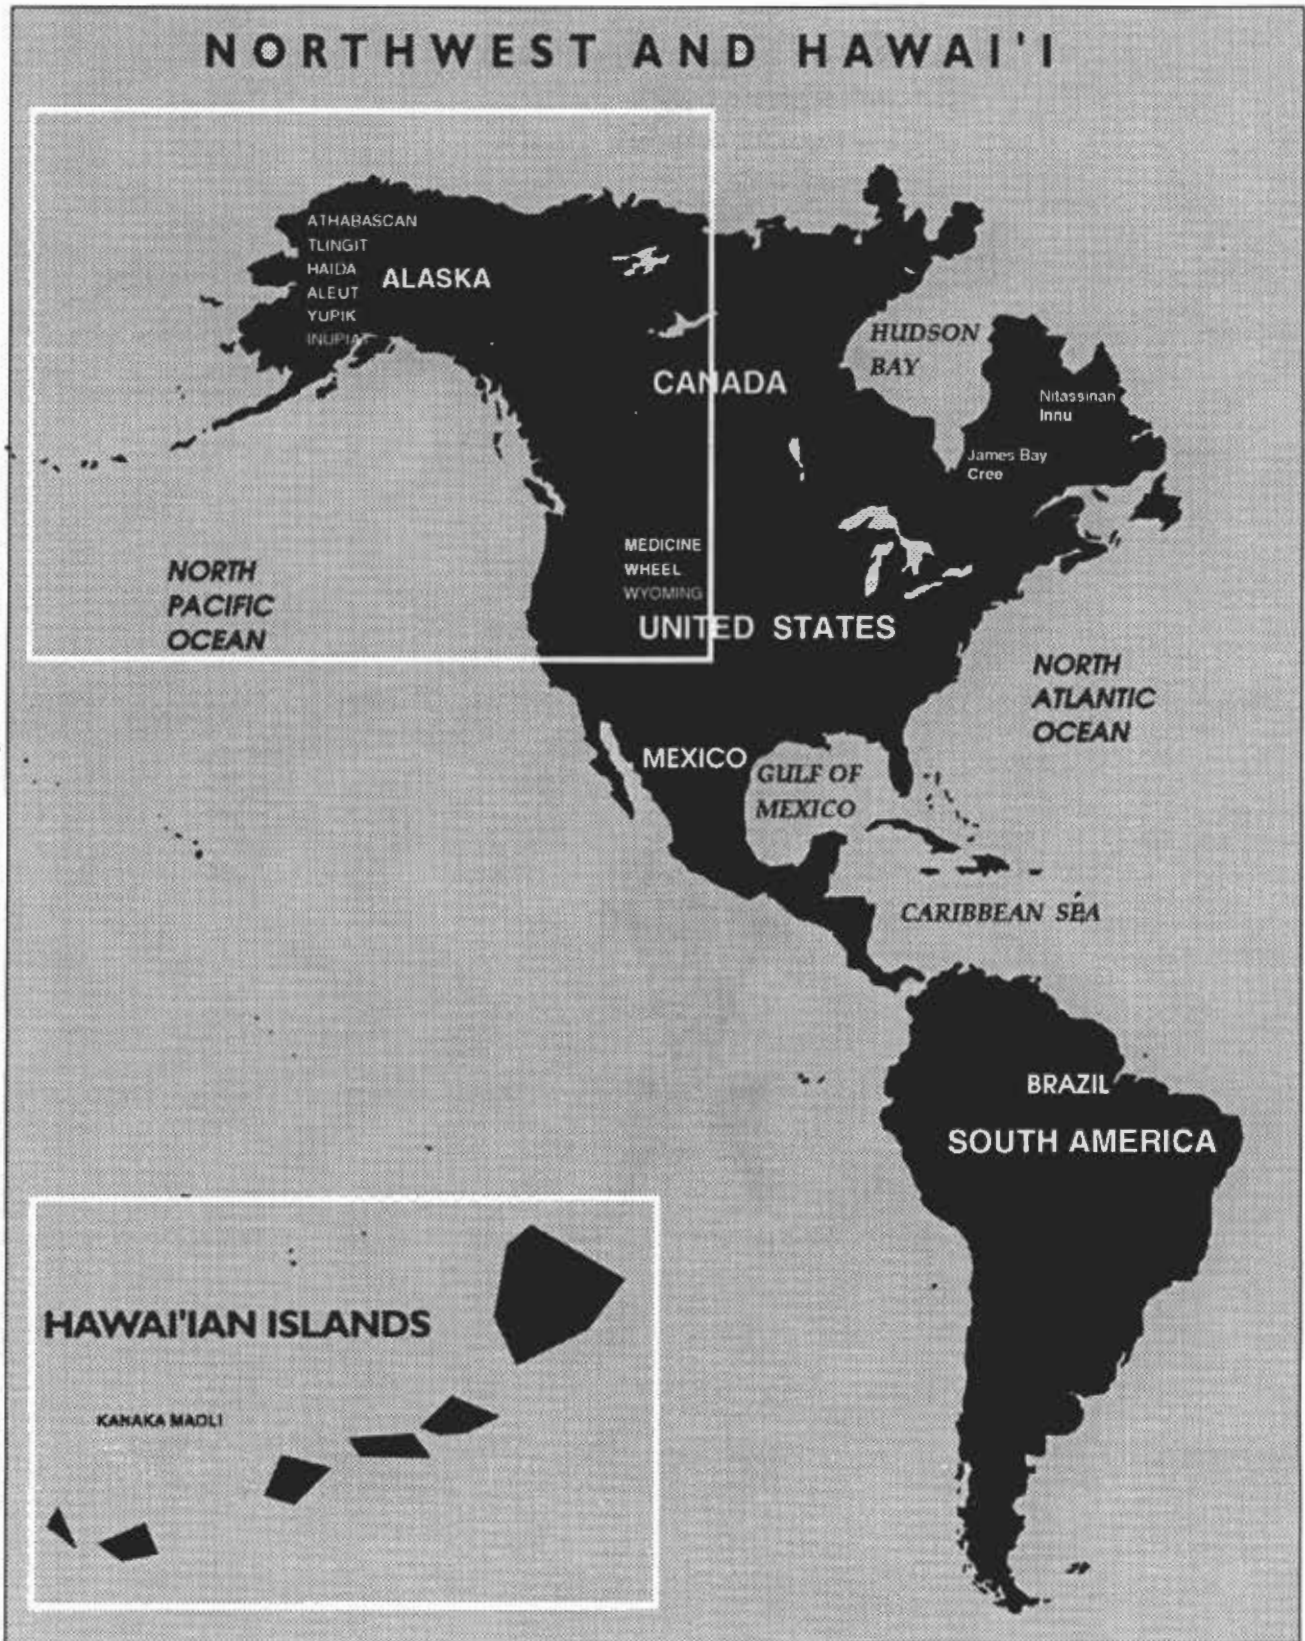 NORTHWEST AND HAWAI'I
ATHABASCAN
TLINGIT
HAIDA
ALEUT
YUPIK
INUPIAT
ALASKA
HUDSON
BAY
CANADA
Nitassinan
Innu
James Bay
Cree
MEDICINE
WHEEL
WYOMING
NORTH
PACIFIC
OCEAN
UNITED STATES
NORTH
ATLANTIC
OCEAN
MEXICO
GULF OF
MEXICO
CARIBBEAN SEA
BRAZIL
SOUTH AMERICA
HAWAI'IAN ISLANDS
KANAKA MAOLI